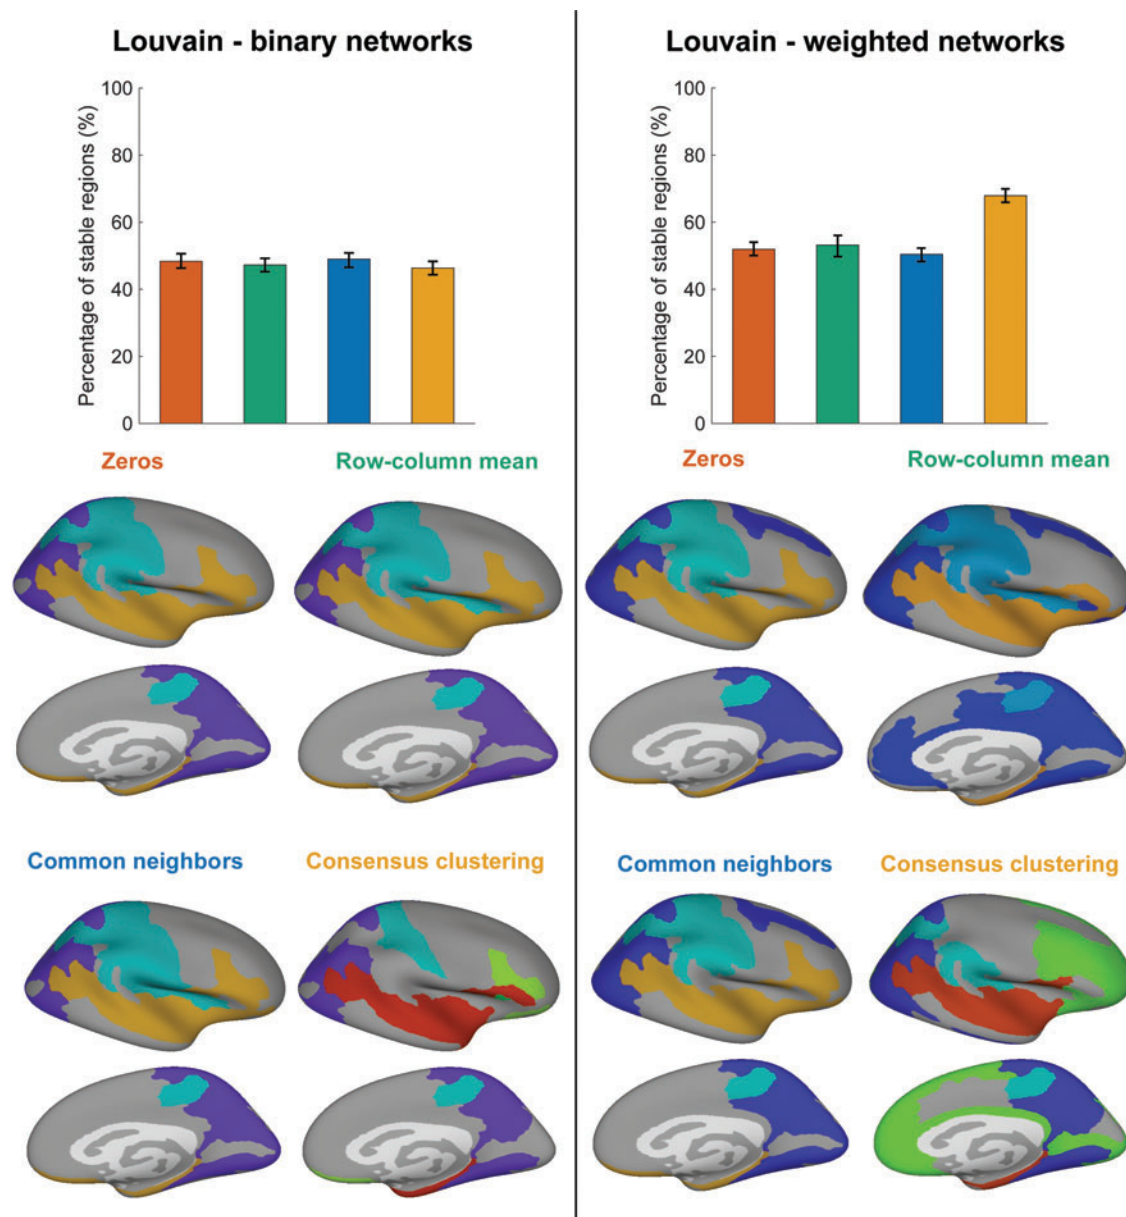 Louvain - binary networks
Percentage of stable regions (%)
100
80
60
40
20
0
Zeros
Row-column mean
Common neighbors
Consensus clustering
Louvain - weighted networks
Percentage of stable regions (%)
100
80
60
40
20
0
Zeros
Row-column mean
Common neighbors
Consensus clustering